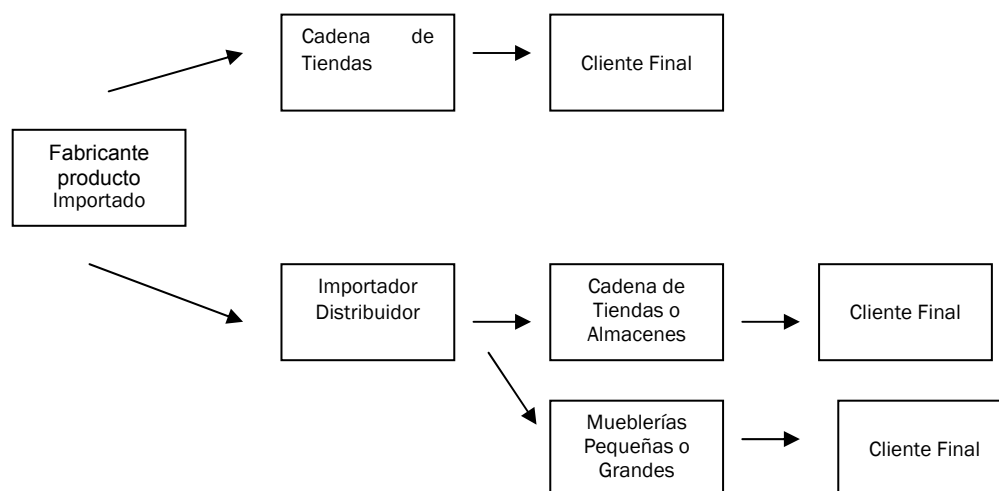 Cadena de
Tiendas
Cliente Final
Fabricante
producto
Importado
Importador
Distribuidor
Cadena de
Tiendas o
Almacenes
Cliente Final
Mueblerías
Pequeñas o
Grandes
Cliente Final